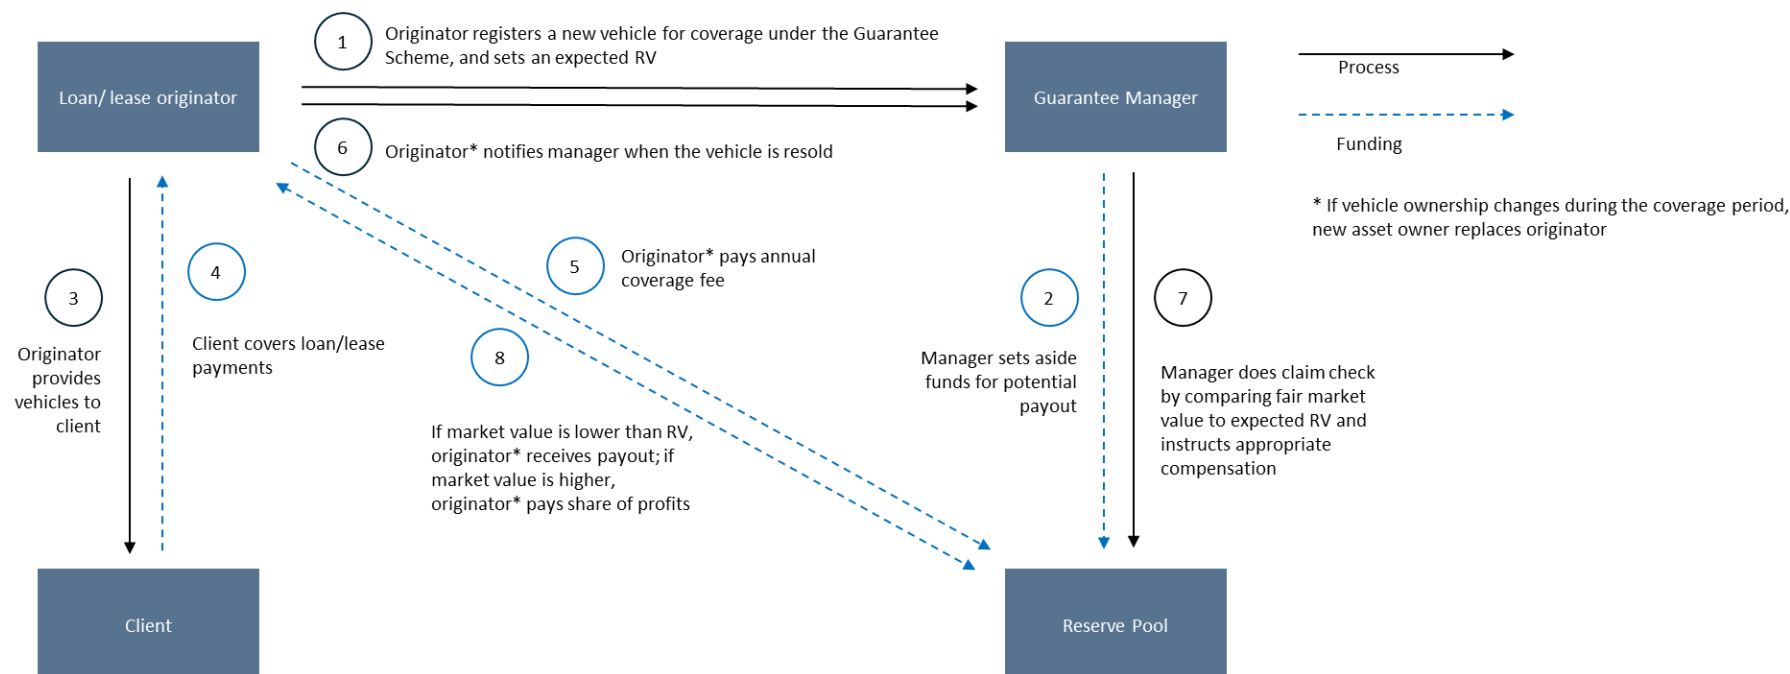 1
Originator registers a new vehicle for coverage under the Guarantee
Scheme, and sets an expected RV
Loan/ lease originator
Guarantee Manager
Process
6
Originator* notifies manager when the vehicle is resold
Funding
* If vehicle ownership changes during the coverage period,
new asset owner replaces originator
3
Originator
provides
vehicles to
client
4
Client covers loan/lease
payments
5
Originator* pays annual
coverage fee
8
If market value is lower than RV,
originator* receives payout; if
market value is higher,
originator* pays share of profits
2
Manager sets aside
funds for potential
payout
7
Manager does claim check
by comparing fair market
value to expected RV and
instructs appropriate
compensation
Client
Reserve Pool